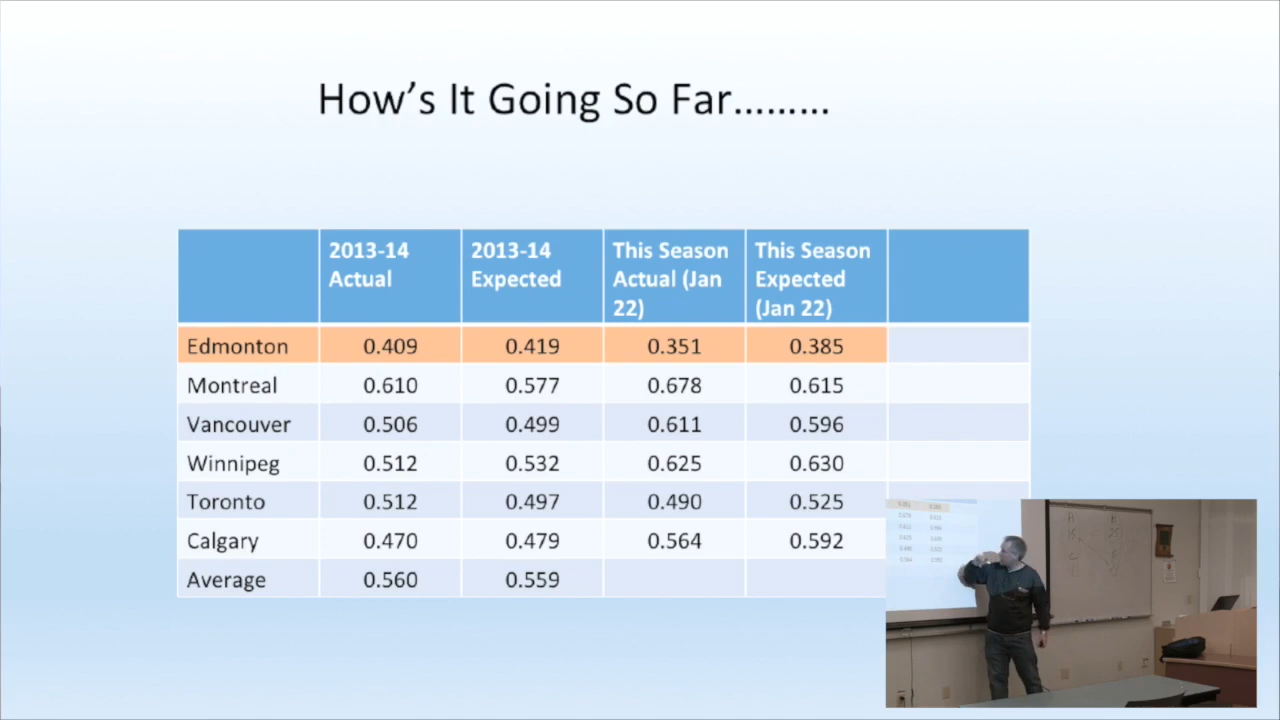 How's It Going So Far.........
2013-14 Actual 2013-14 Expected This Season Actual (Jan 22) This Season Expected (Jan 22)
Edmonton 0.409 0.419 0.351 0.385
Montreal 0.610 0.577 0.678 0.615
Vancouver 0.506 0.499 0.611 0.596
Winnipeg 0.512 0.532 0.625 0.630
Toronto 0.512 0.497 0.490 0.525
Calgary 0.470 0.479 0.564 0.592
Average 0.560 0.559